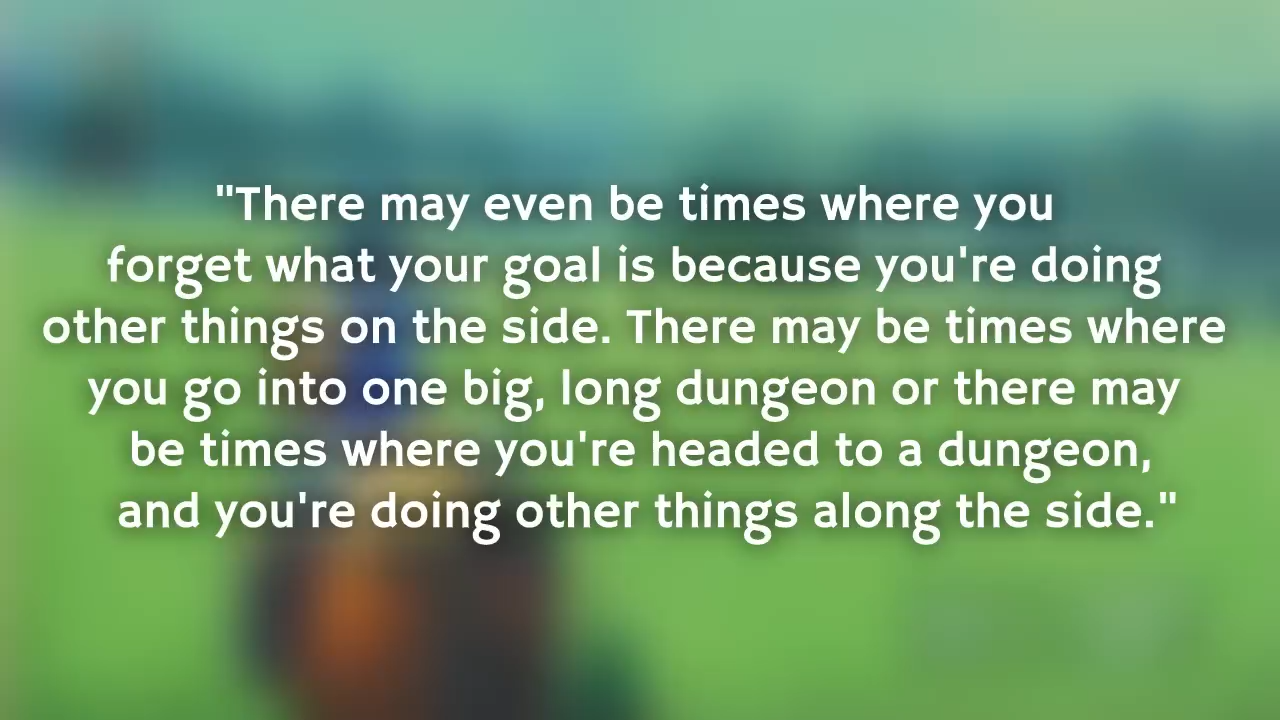 "There may even be times where you
forget what your goal is because you're doing
other things on the side. There may be times where
you go into one big, long dungeon or there may
be times where you're headed to a dungeon,
and you're doing other things along the side."